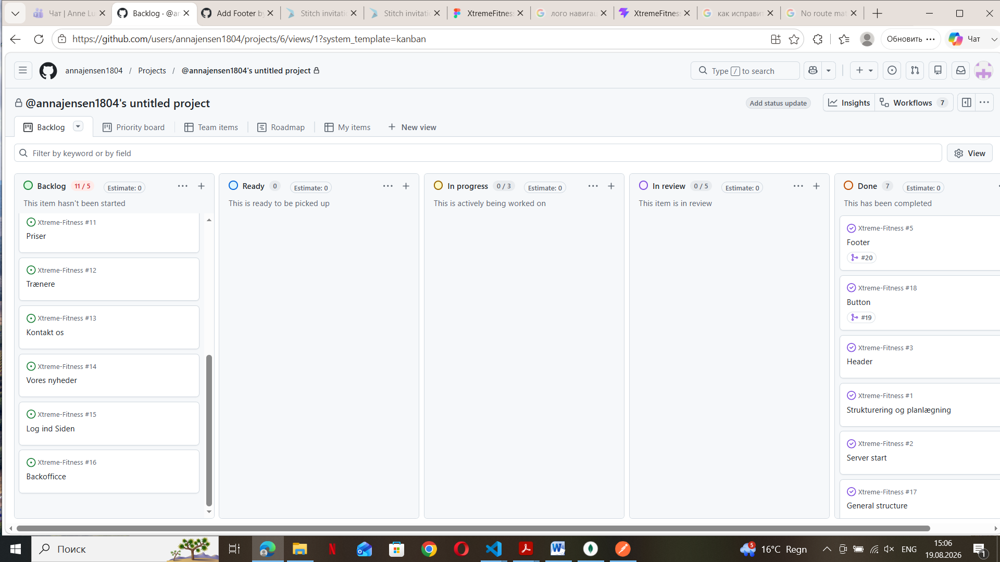 Чат | Anne Lu
Backlog · @an
Add Footer by
Stitch invitatio
Stitch invitatio
XtremeFitness
лого навигац
XtremeFitness
как исправит
No route mat
https://github.com/users/annajensen1804/projects/6/views/1?system_template=kanban
Обновить
Чат
annajensen1804 / Projects / @annajensen1804's untitled project
Type / to search
@annajensen1804's untitled project
Add status update
Insights
Workflows 7
Backlog
Priority board
Team items
Roadmap
My items
New view
Filter by keyword or by field
View
Backlog 11 / 5 Estimate: 0
This item hasn't been started
Xtreme-Fitness #11
Priser
Xtreme-Fitness #12
Trænere
Xtreme-Fitness #13
Kontakt os
Xtreme-Fitness #14
Vores nyheder
Xtreme-Fitness #15
Log ind Siden
Xtreme-Fitness #16
Backofficce
Ready 0 Estimate: 0
This is ready to be picked up
In progress 0 / 3 Estimate: 0
This is actively being worked on
In review 0 / 5 Estimate: 0
This item is in review
Done 7 Estimate: 0
This has been completed
Xtreme-Fitness #5
Footer
#20
Xtreme-Fitness #18
Button
#19
Xtreme-Fitness #3
Header
Xtreme-Fitness #1
Strukturering og planlægning
Xtreme-Fitness #2
Server start
Xtreme-Fitness #17
General structure
Поиск
5
16°C Regn
ENG
15:06
19.08.2026
1